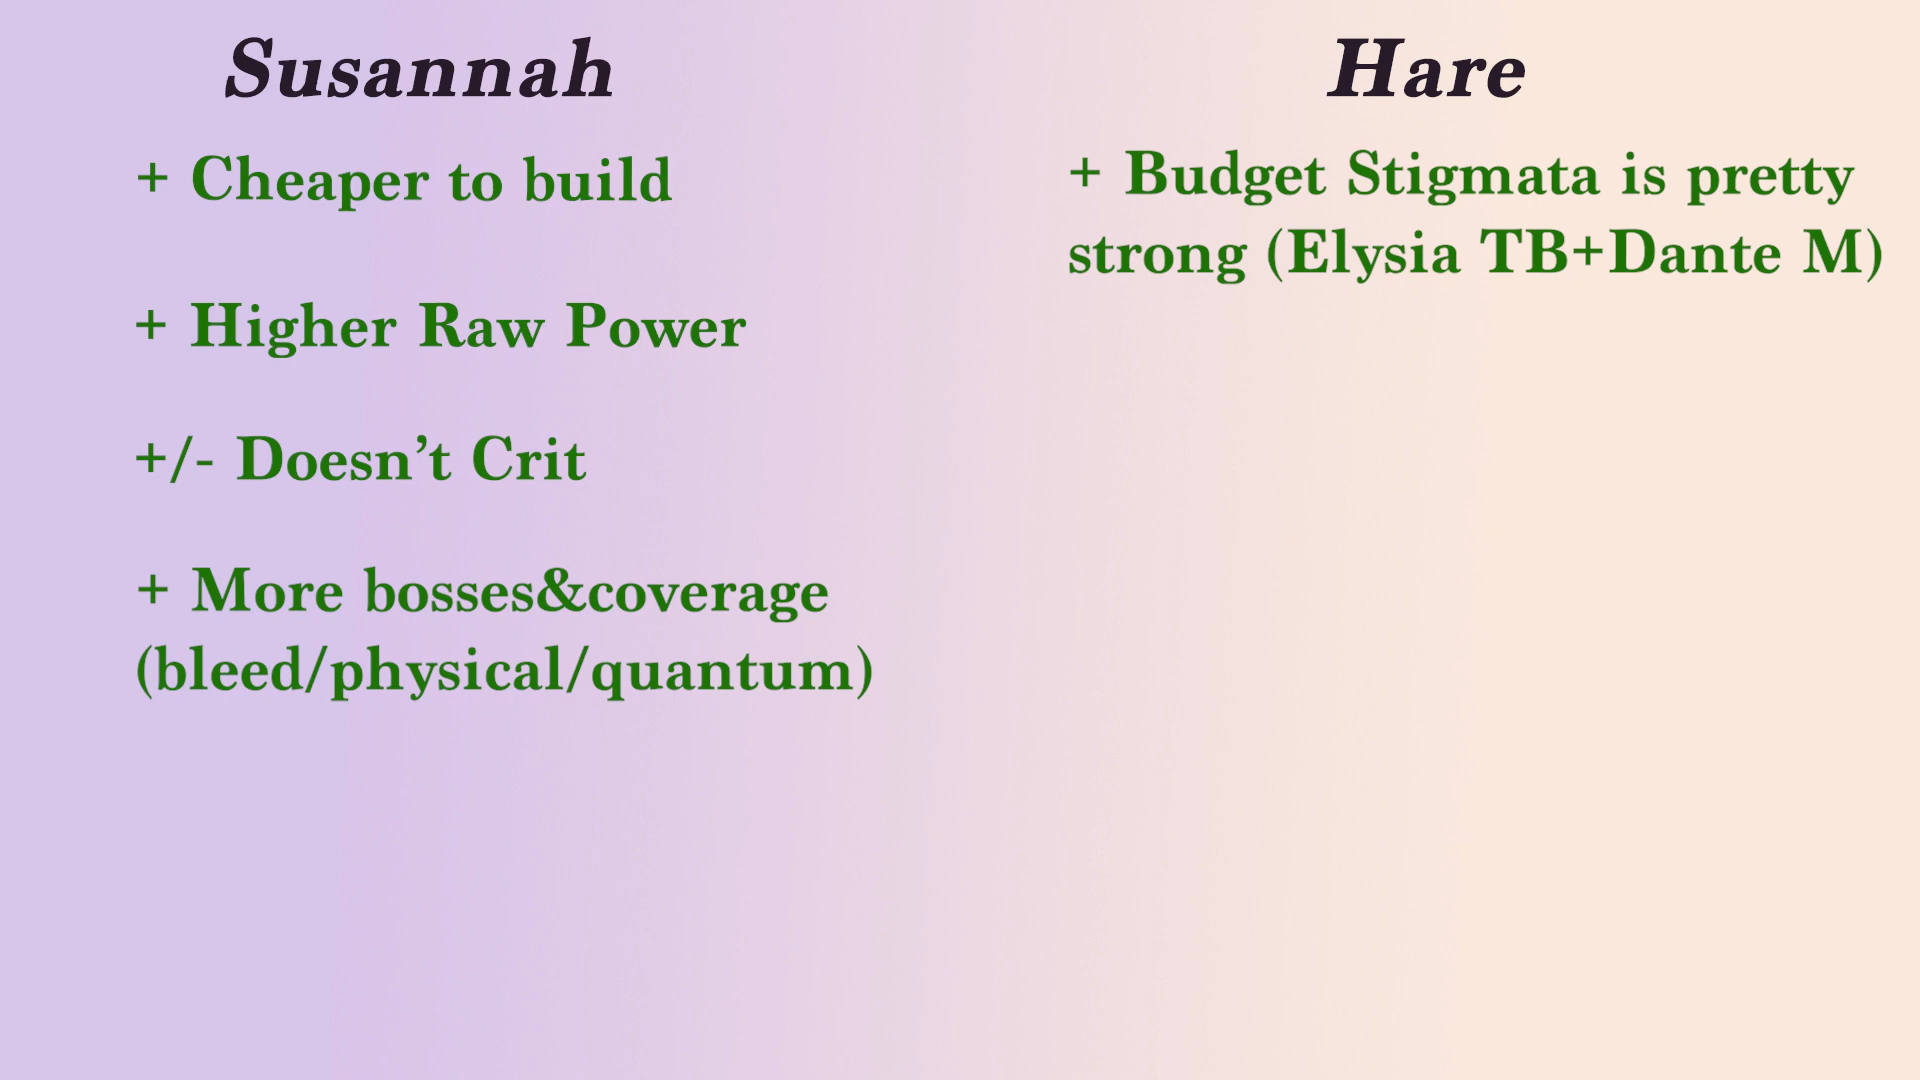 Susannah
+ Cheaper to build
+ Higher Raw Power
+/- Doesn’t Crit
+ More bosses&coverage
(bleed/physical/quantum)
Hare
+ Budget Stigmata is pretty
strong (Elysia TB+Dante M)